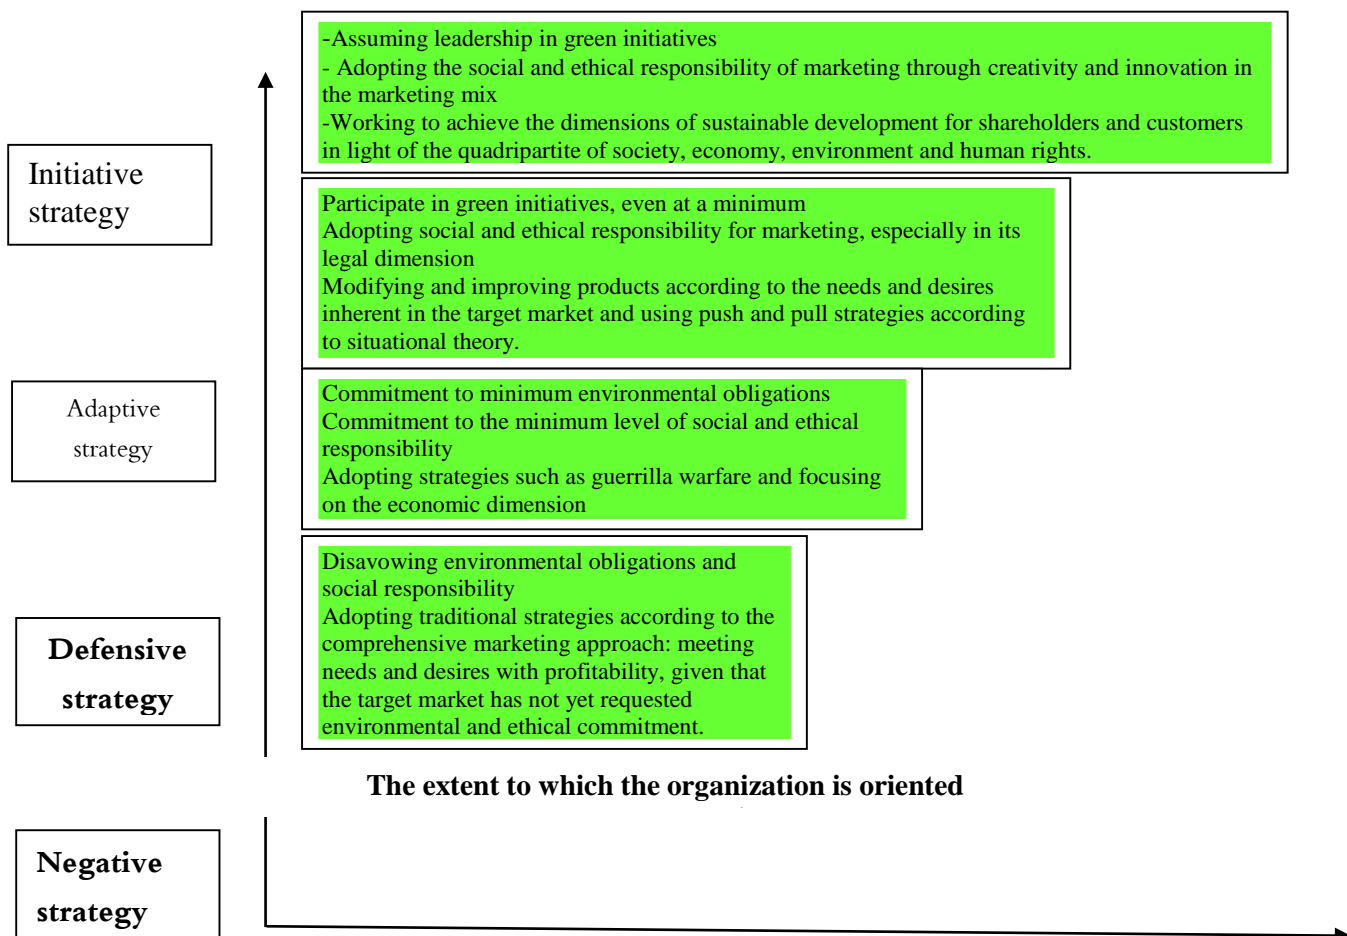 -Assuming leadership in green initiatives
- Adopting the social and ethical responsibility of marketing through creativity and innovation in
the marketing mix
-Working to achieve the dimensions of sustainable development for shareholders and customers
in light of the quadripartite of society, economy, environment and human rights.
Initiative
strategy
Participate in green initiatives, even at a minimum
Adopting social and ethical responsibility for marketing, especially in its
legal dimension
Modifying and improving products according to the needs and desires
inherent in the target market and using push and pull strategies according
to situational theory.
Adaptive
strategy
Commitment to minimum environmental obligations
Commitment to the minimum level of social and ethical
responsibility
Adopting strategies such as guerrilla warfare and focusing
on the economic dimension
Disavowing environmental obligations and
social responsibility
Adopting traditional strategies according to the
comprehensive marketing approach: meeting
needs and desires with profitability, given that
the target market has not yet requested
environmental and ethical commitment.
Defensive
strategy
The extent to which the organization is oriented
Negative
strategy